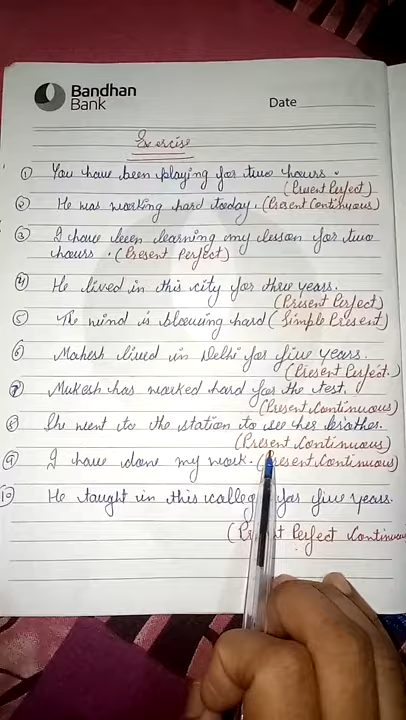 Bandhan
Bank
Date
Exercise
① You have been playing for two hours.
(Present Perfect)
② He was working hard today. (Present Continuous)
③ I have been learning my lesson for two
hours. (Present Perfect)
④ He lived in this city for three years.
(Present Perfect)
⑤ The wind is blowing hard (Simple Present)
⑥ Mahesh lived in Delhi for five years.
(Present Perfect.)
⑦ Mukesh has worked hard for the test.
(Present Continuous)
⑧ She went to the station to see her brother.
(Present Continuous)
⑨ I have done my work. (Present Continuous)
⑩ He taught in this for five years.
Perfect